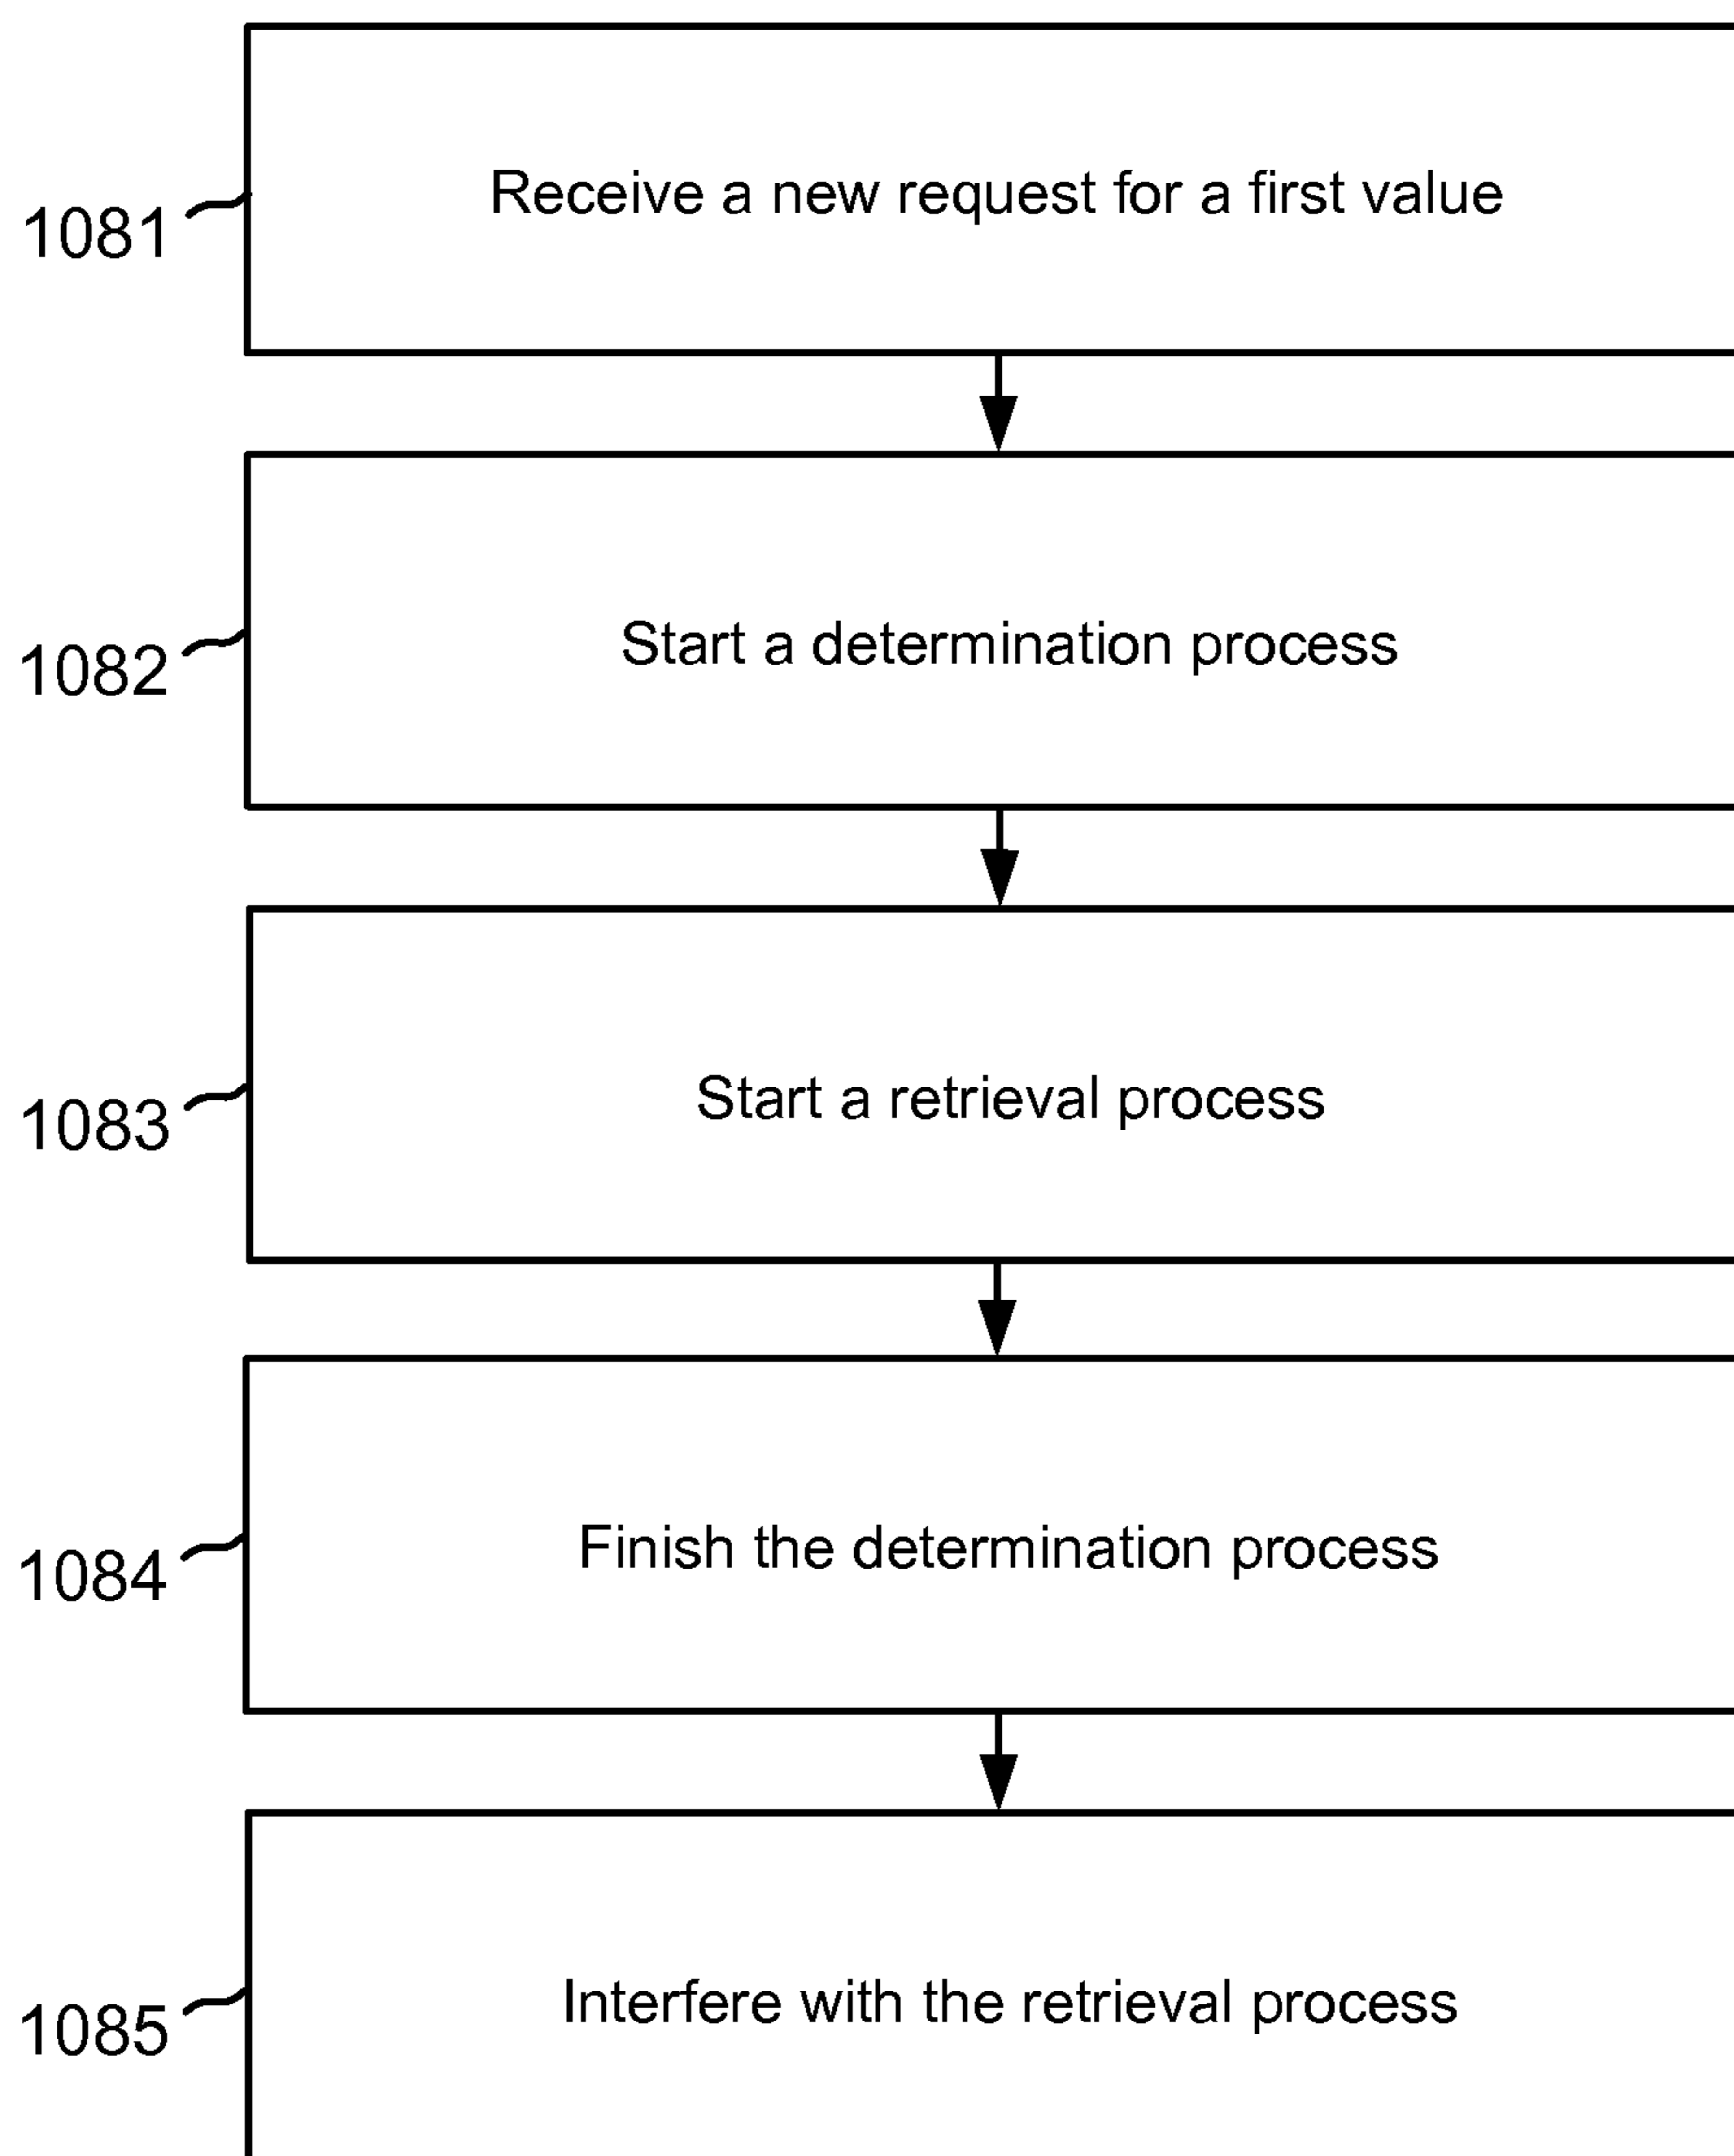 1081
Receive a new request for a first value
1082
Start a determination process
1083
Start a retrieval process
1084
Finish the determination process
1085
Interfere with the retrieval process